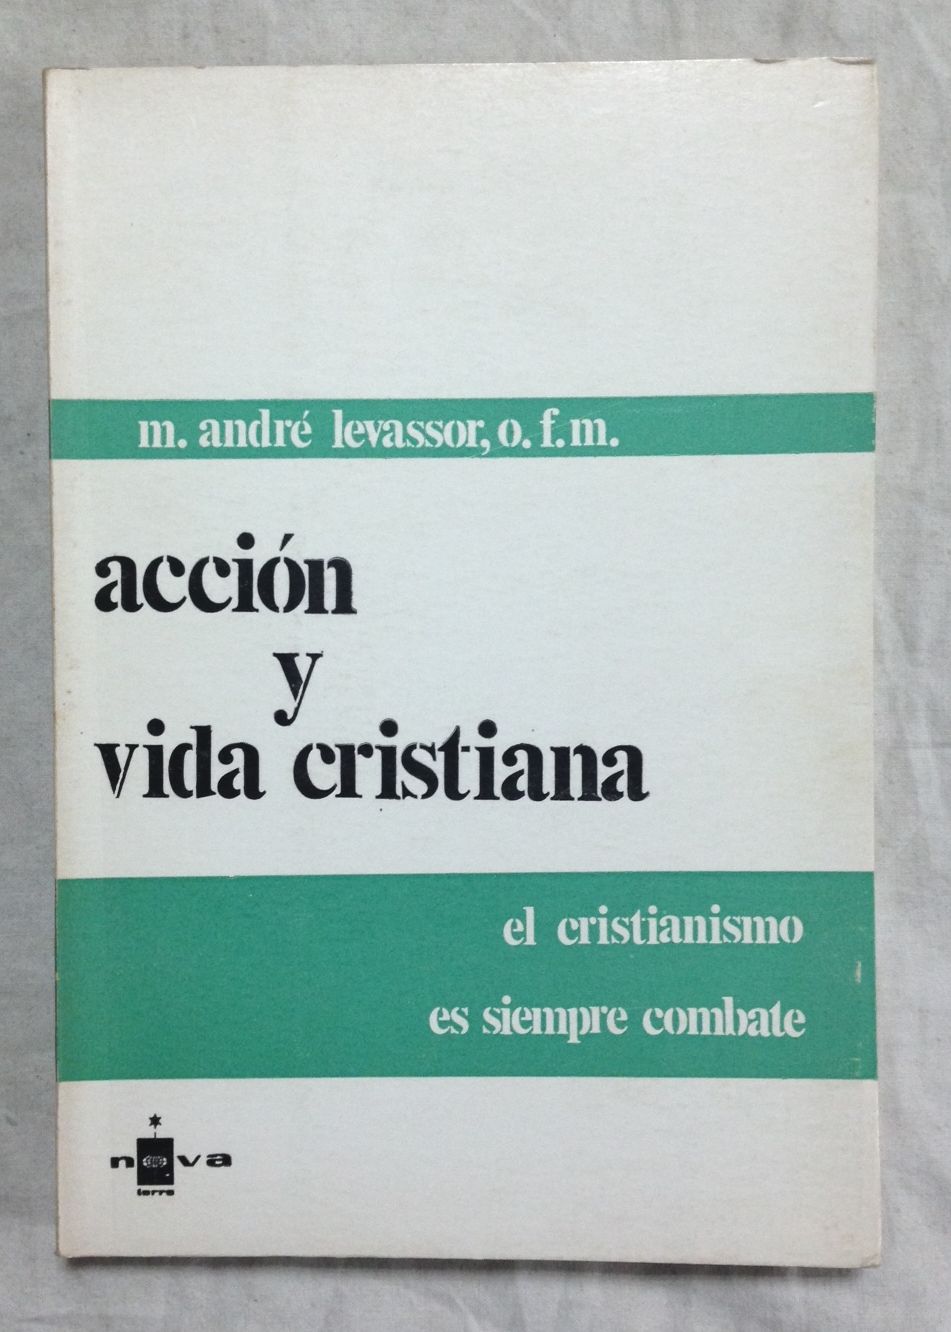 m. andré levassor, o. f. m.
acción
y
vida cristiana
el cristianismo
es siempre combate
nova
terra